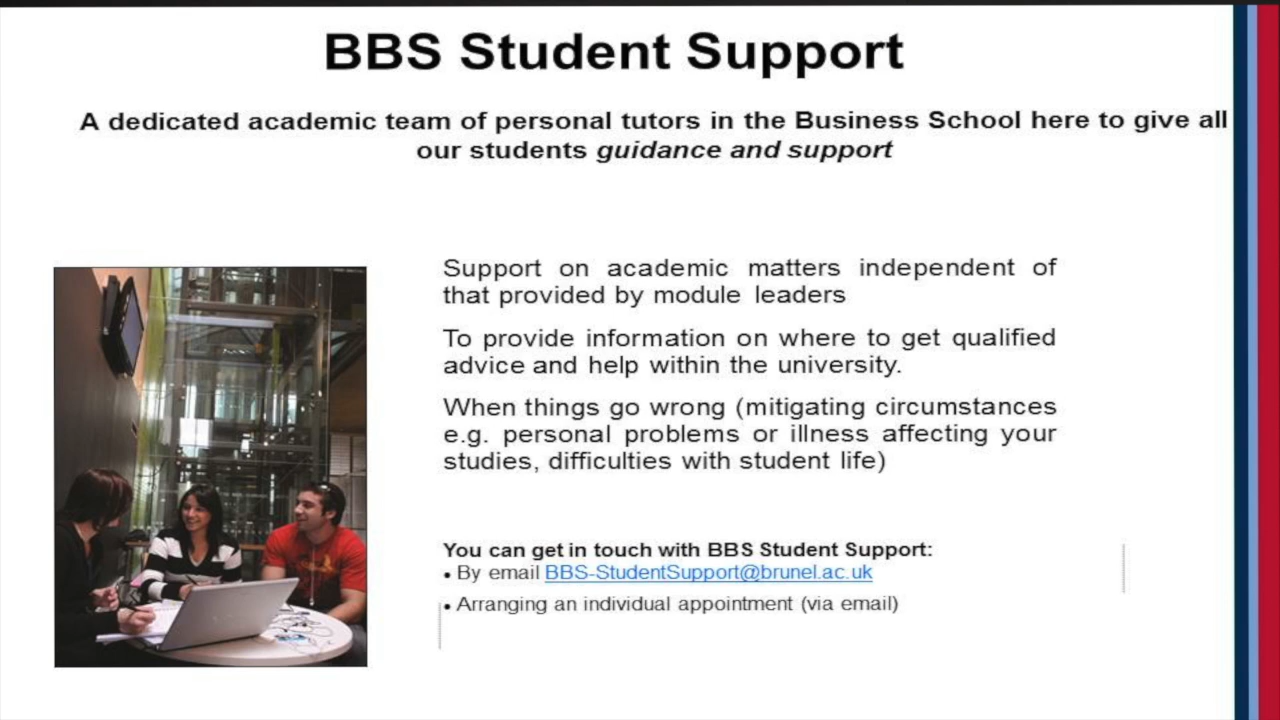 BBS Student Support
A dedicated academic team of personal tutors in the Business School here to give all
our students guidance and support
Support on academic matters independent of
that provided by module leaders
To provide information on where to get qualified
advice and help within the university.
When things go wrong (mitigating circumstances
e.g. personal problems or illness affecting your
studies, difficulties with student life)
You can get in touch with BBS Student Support:
• By email BBS-StudentSupport@brunel.ac.uk
• Arranging an individual appointment (via email)